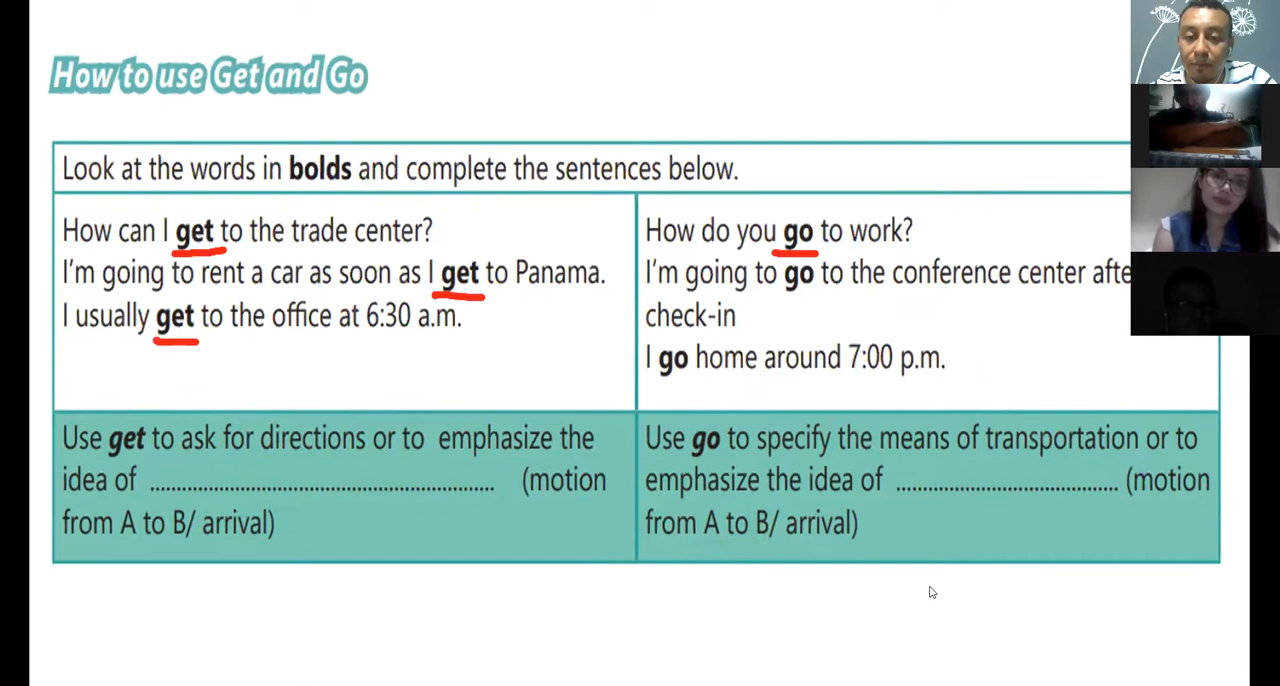 How to use Get and Go
Look at the words in bolds and complete the sentences below.
How can I get to the trade center?
I'm going to rent a car as soon as I get to Panama.
I usually get to the office at 6:30 a.m.
How do you go to work?
I'm going to go to the conference center afte
check-in
I go home around 7:00 p.m.
Use get to ask for directions or to emphasize the
idea of ........................................................... (motion
from A to B/ arrival)
Use go to specify the means of transportation or to
emphasize the idea of ...................................... (motion
from A to B/ arrival)